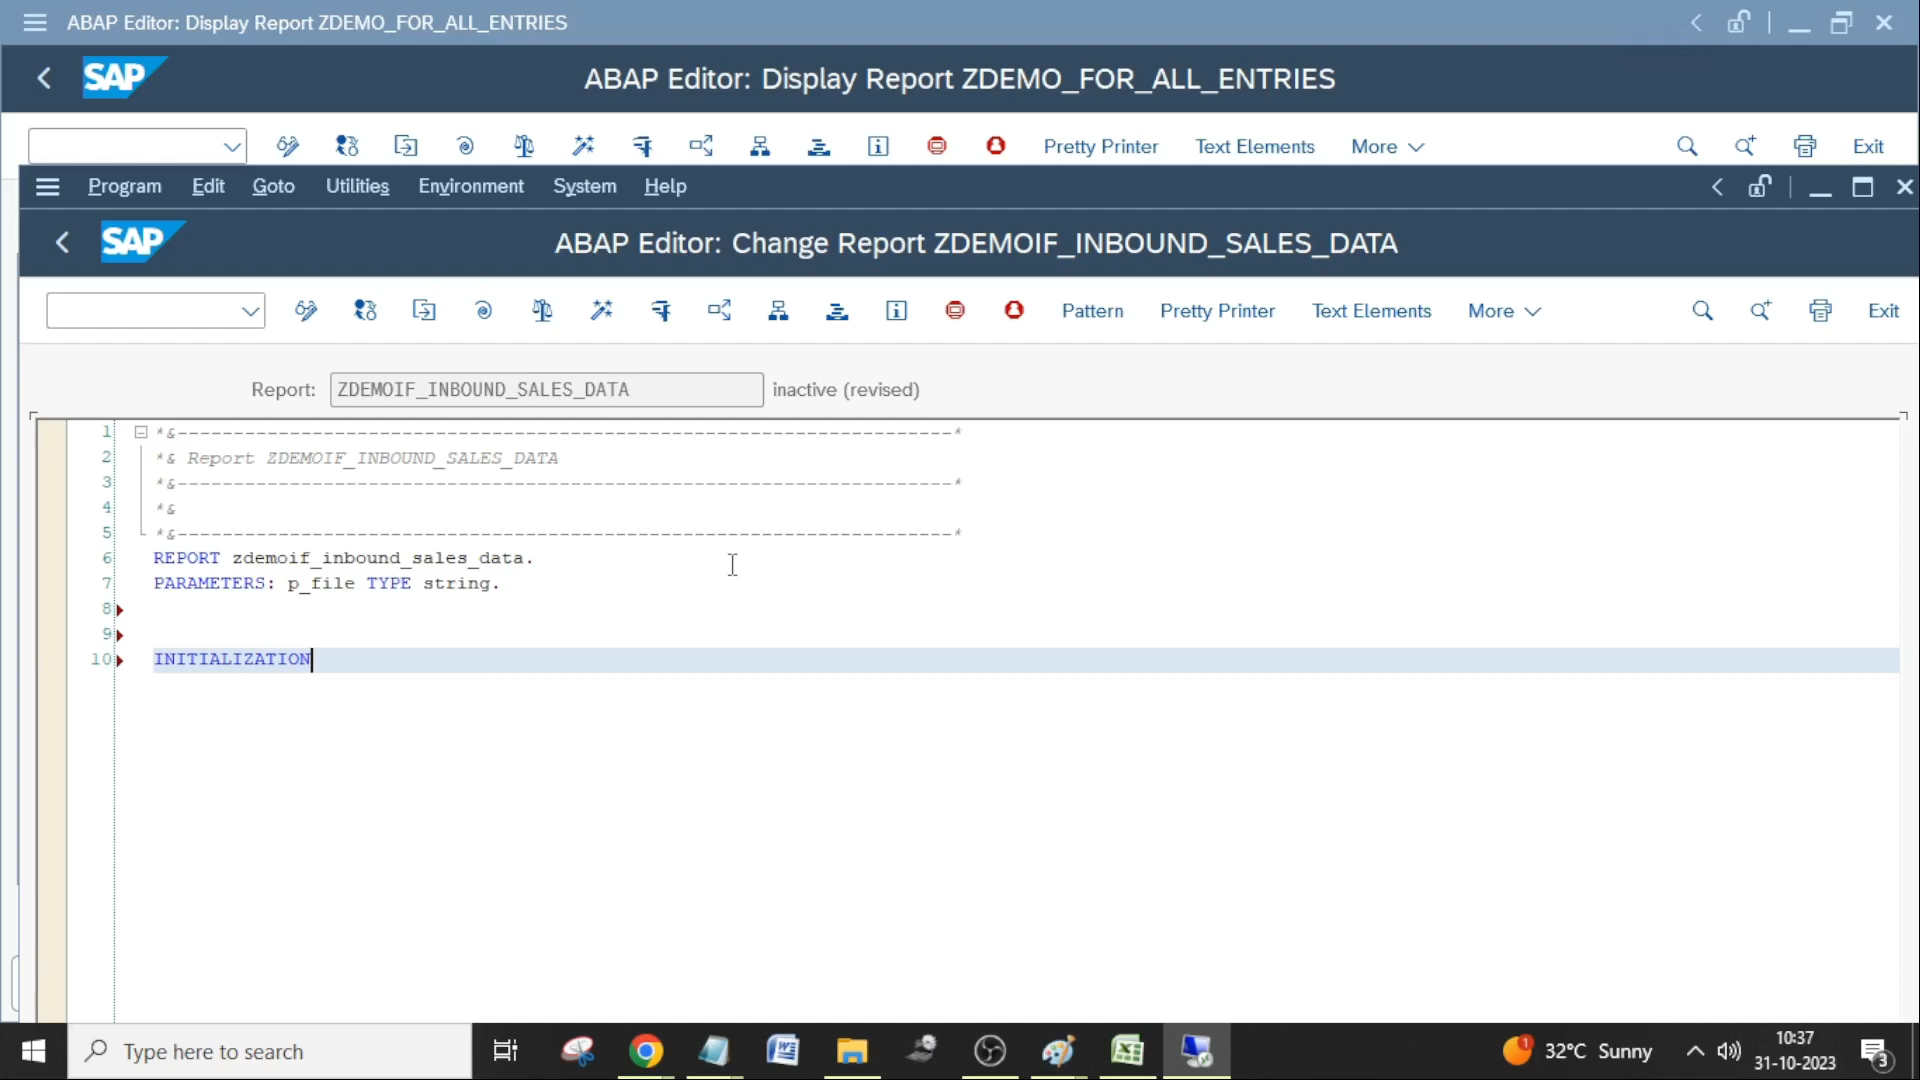 ABAP Editor: Display Report ZDEMO_FOR_ALL_ENTRIES
SAP ABAP Editor: Display Report ZDEMO_FOR_ALL_ENTRIES
Pretty Printer Text Elements More Exit
Program Edit Goto Utilities Environment System Help
SAP ABAP Editor: Change Report ZDEMOIF_INBOUND_SALES_DATA
Pattern Pretty Printer Text Elements More Exit
Report: ZDEMOIF_INBOUND_SALES_DATA inactive (revised)
1 *&---------------------------------------------------------------------*
2 *& Report ZDEMOIF_INBOUND_SALES_DATA
3 *&---------------------------------------------------------------------*
4 *&
5 *&---------------------------------------------------------------------*
6 REPORT zdemoif_inbound_sales_data.
7 PARAMETERS: p_file TYPE string.
8
9
10 INITIALIZATION
Type here to search 1 32°C Sunny 10:37
31-10-2023 3